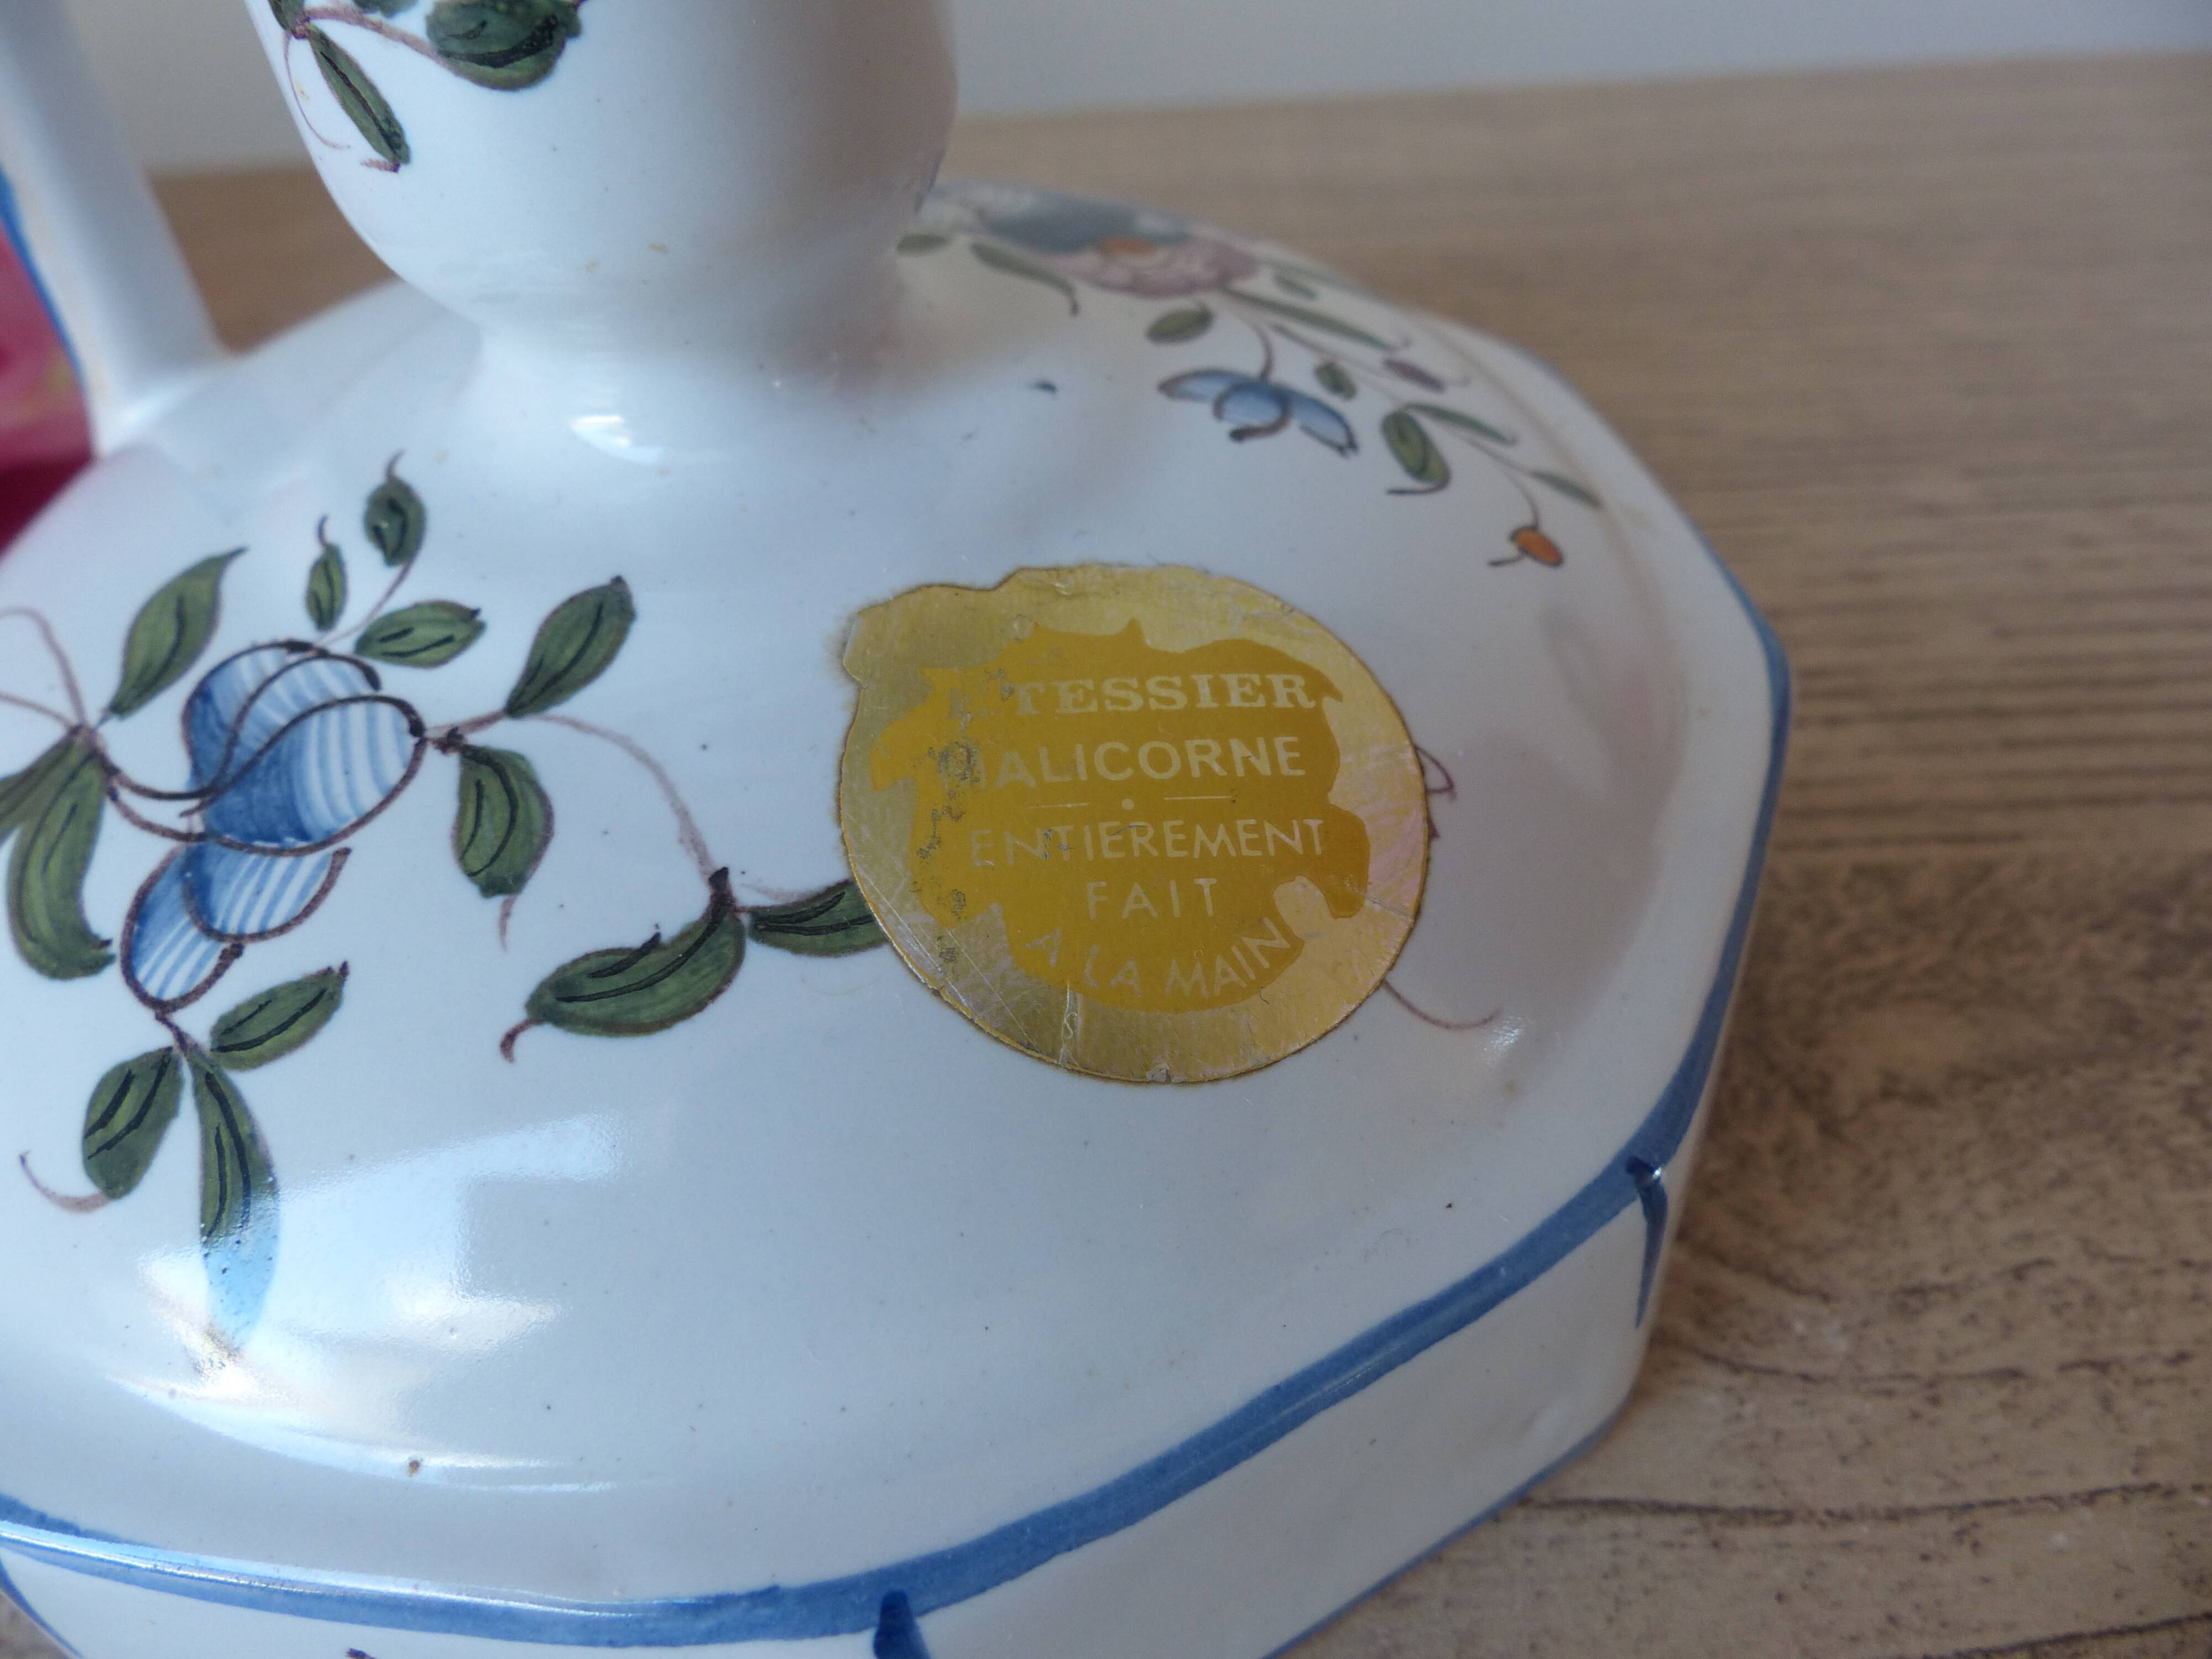 TESSIER
MALICORNE
ENTIEREMENT
FAIT
A LA MAIN